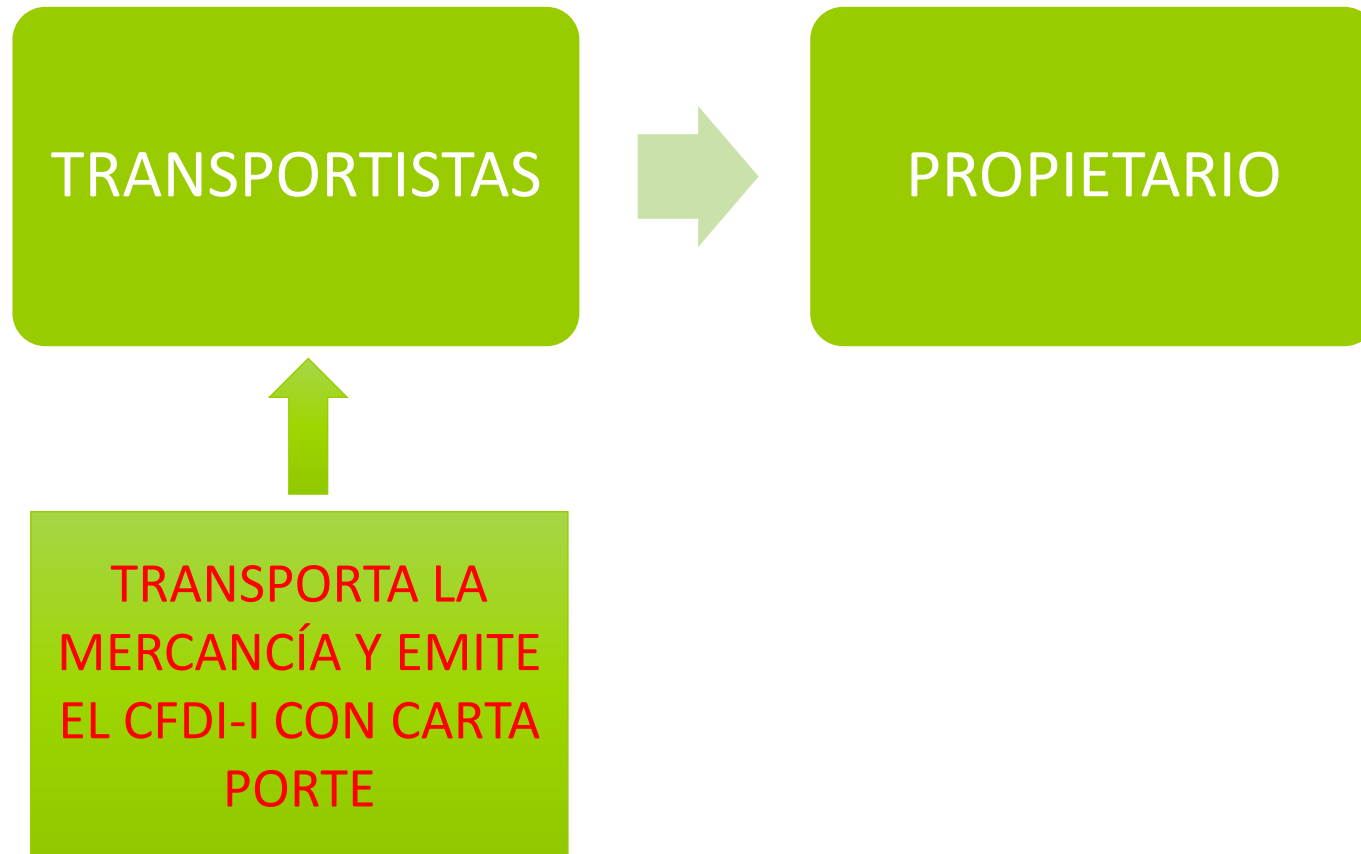 TRANSPORTISTAS
PROPIETARIO
TRANSPORTA LA
MERCANCÍA Y EMITE
EL CFDI-I CON CARTA
PORTE